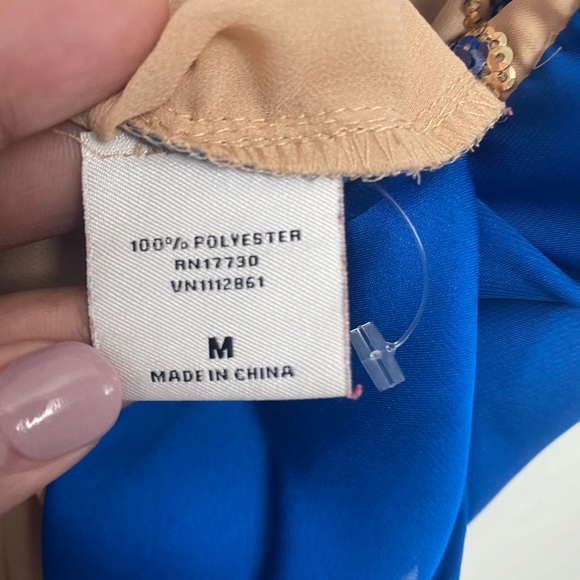 100% POLYESTER
RN17730
VN1112861
M
MADE IN CHINA